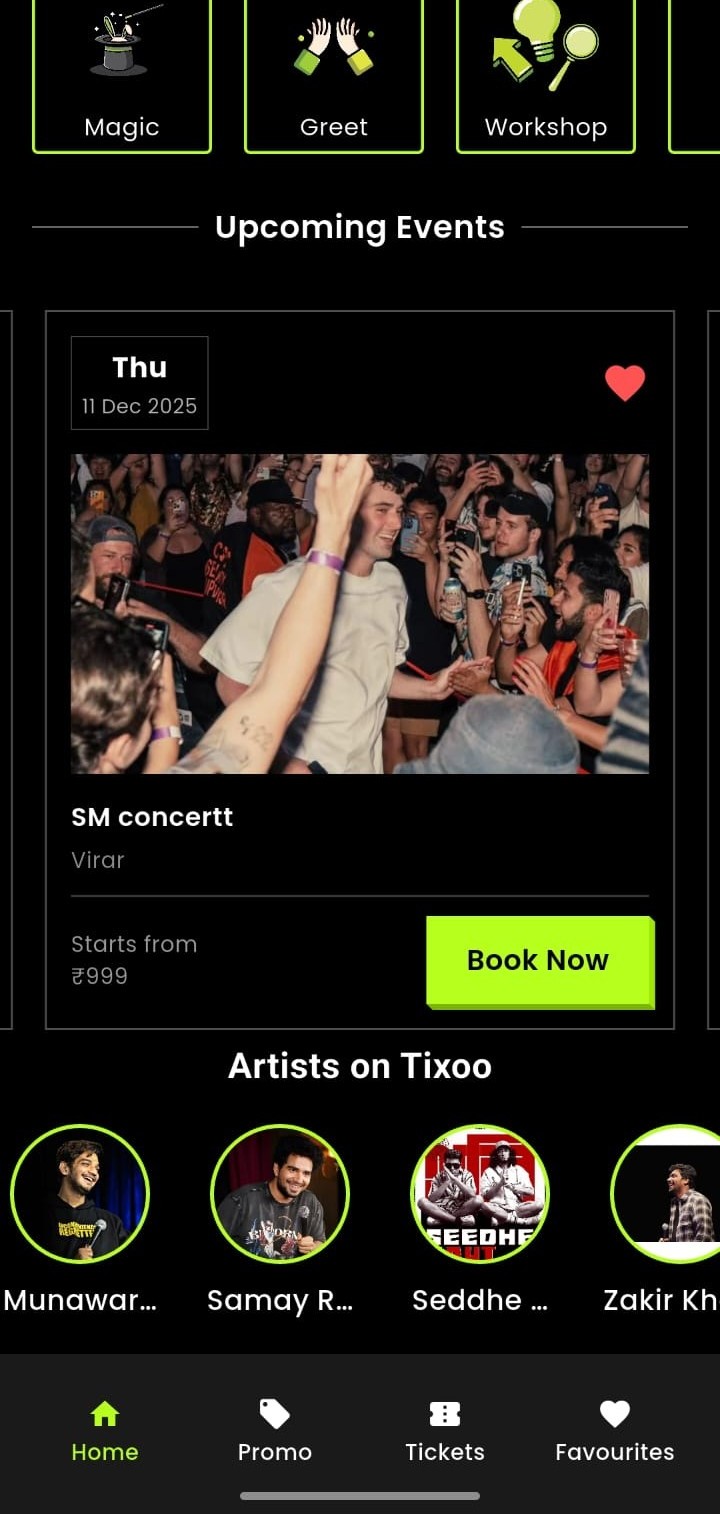 Magic
Greet
Workshop
Upcoming Events
Thu
11 Dec 2025
SM concertt
Virar
Starts from
₹999
Book Now
Artists on Tixoo
SEEDHE
Munawar...
Samay R...
Seddhe ...
Zakir Kh
Home
Promo
Tickets
Favourites